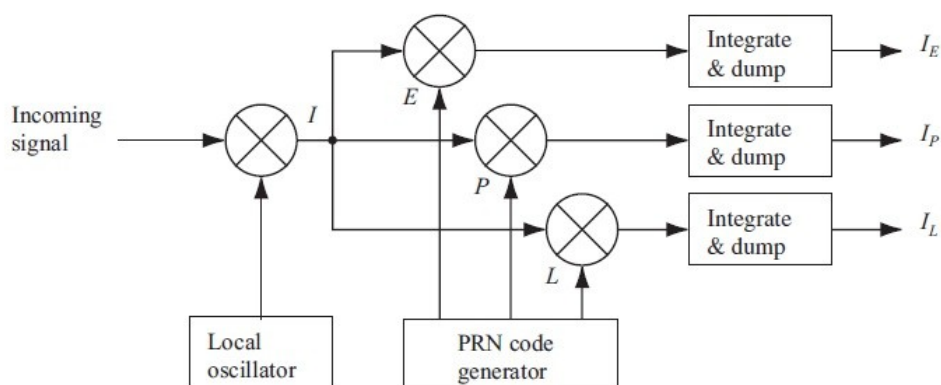 Integrate
& dump
I_E
E
Incoming
signal
I
Integrate
& dump
I_P
P
Integrate
& dump
I_L
L
Local
oscillator
PRN code
generator